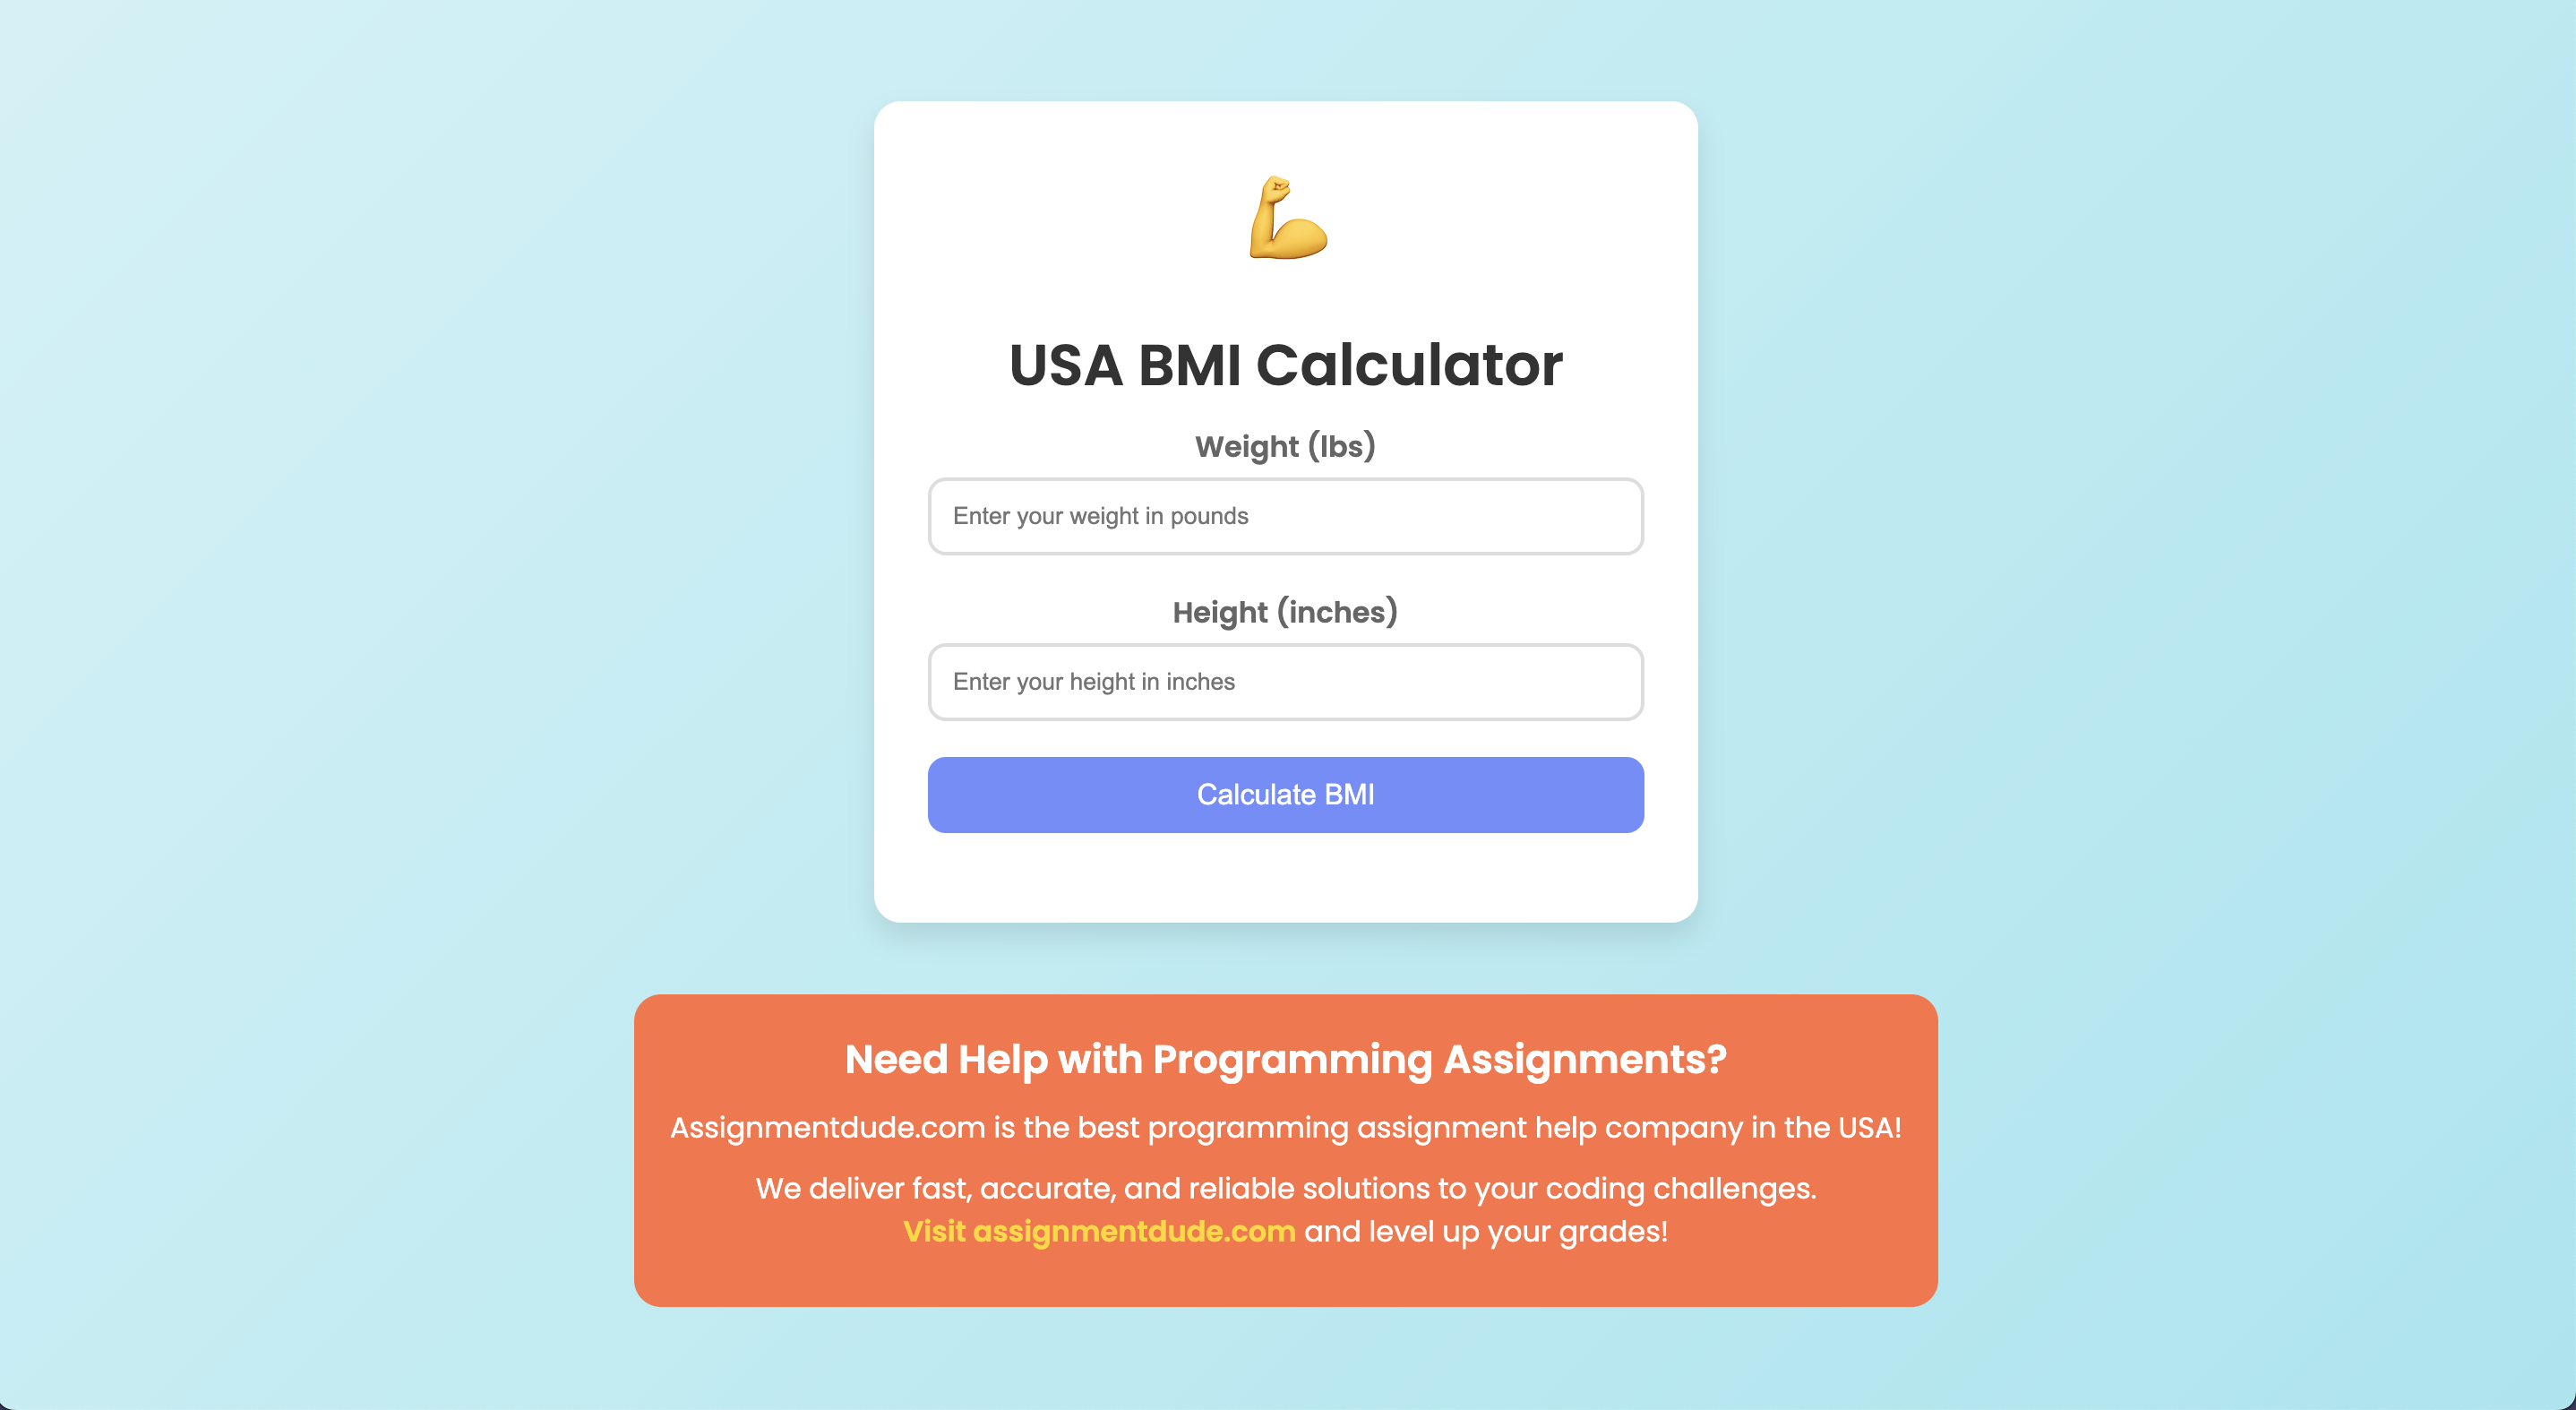 USA BMI Calculator
Weight (lbs)
Enter your weight in pounds
Height (inches)
Enter your height in inches
Calculate BMI
Need Help with Programming Assignments?
Assignmentdude.com is the best programming assignment help company in the USA!
We deliver fast, accurate, and reliable solutions to your coding challenges.
Visit assignmentdude.com and level up your grades!